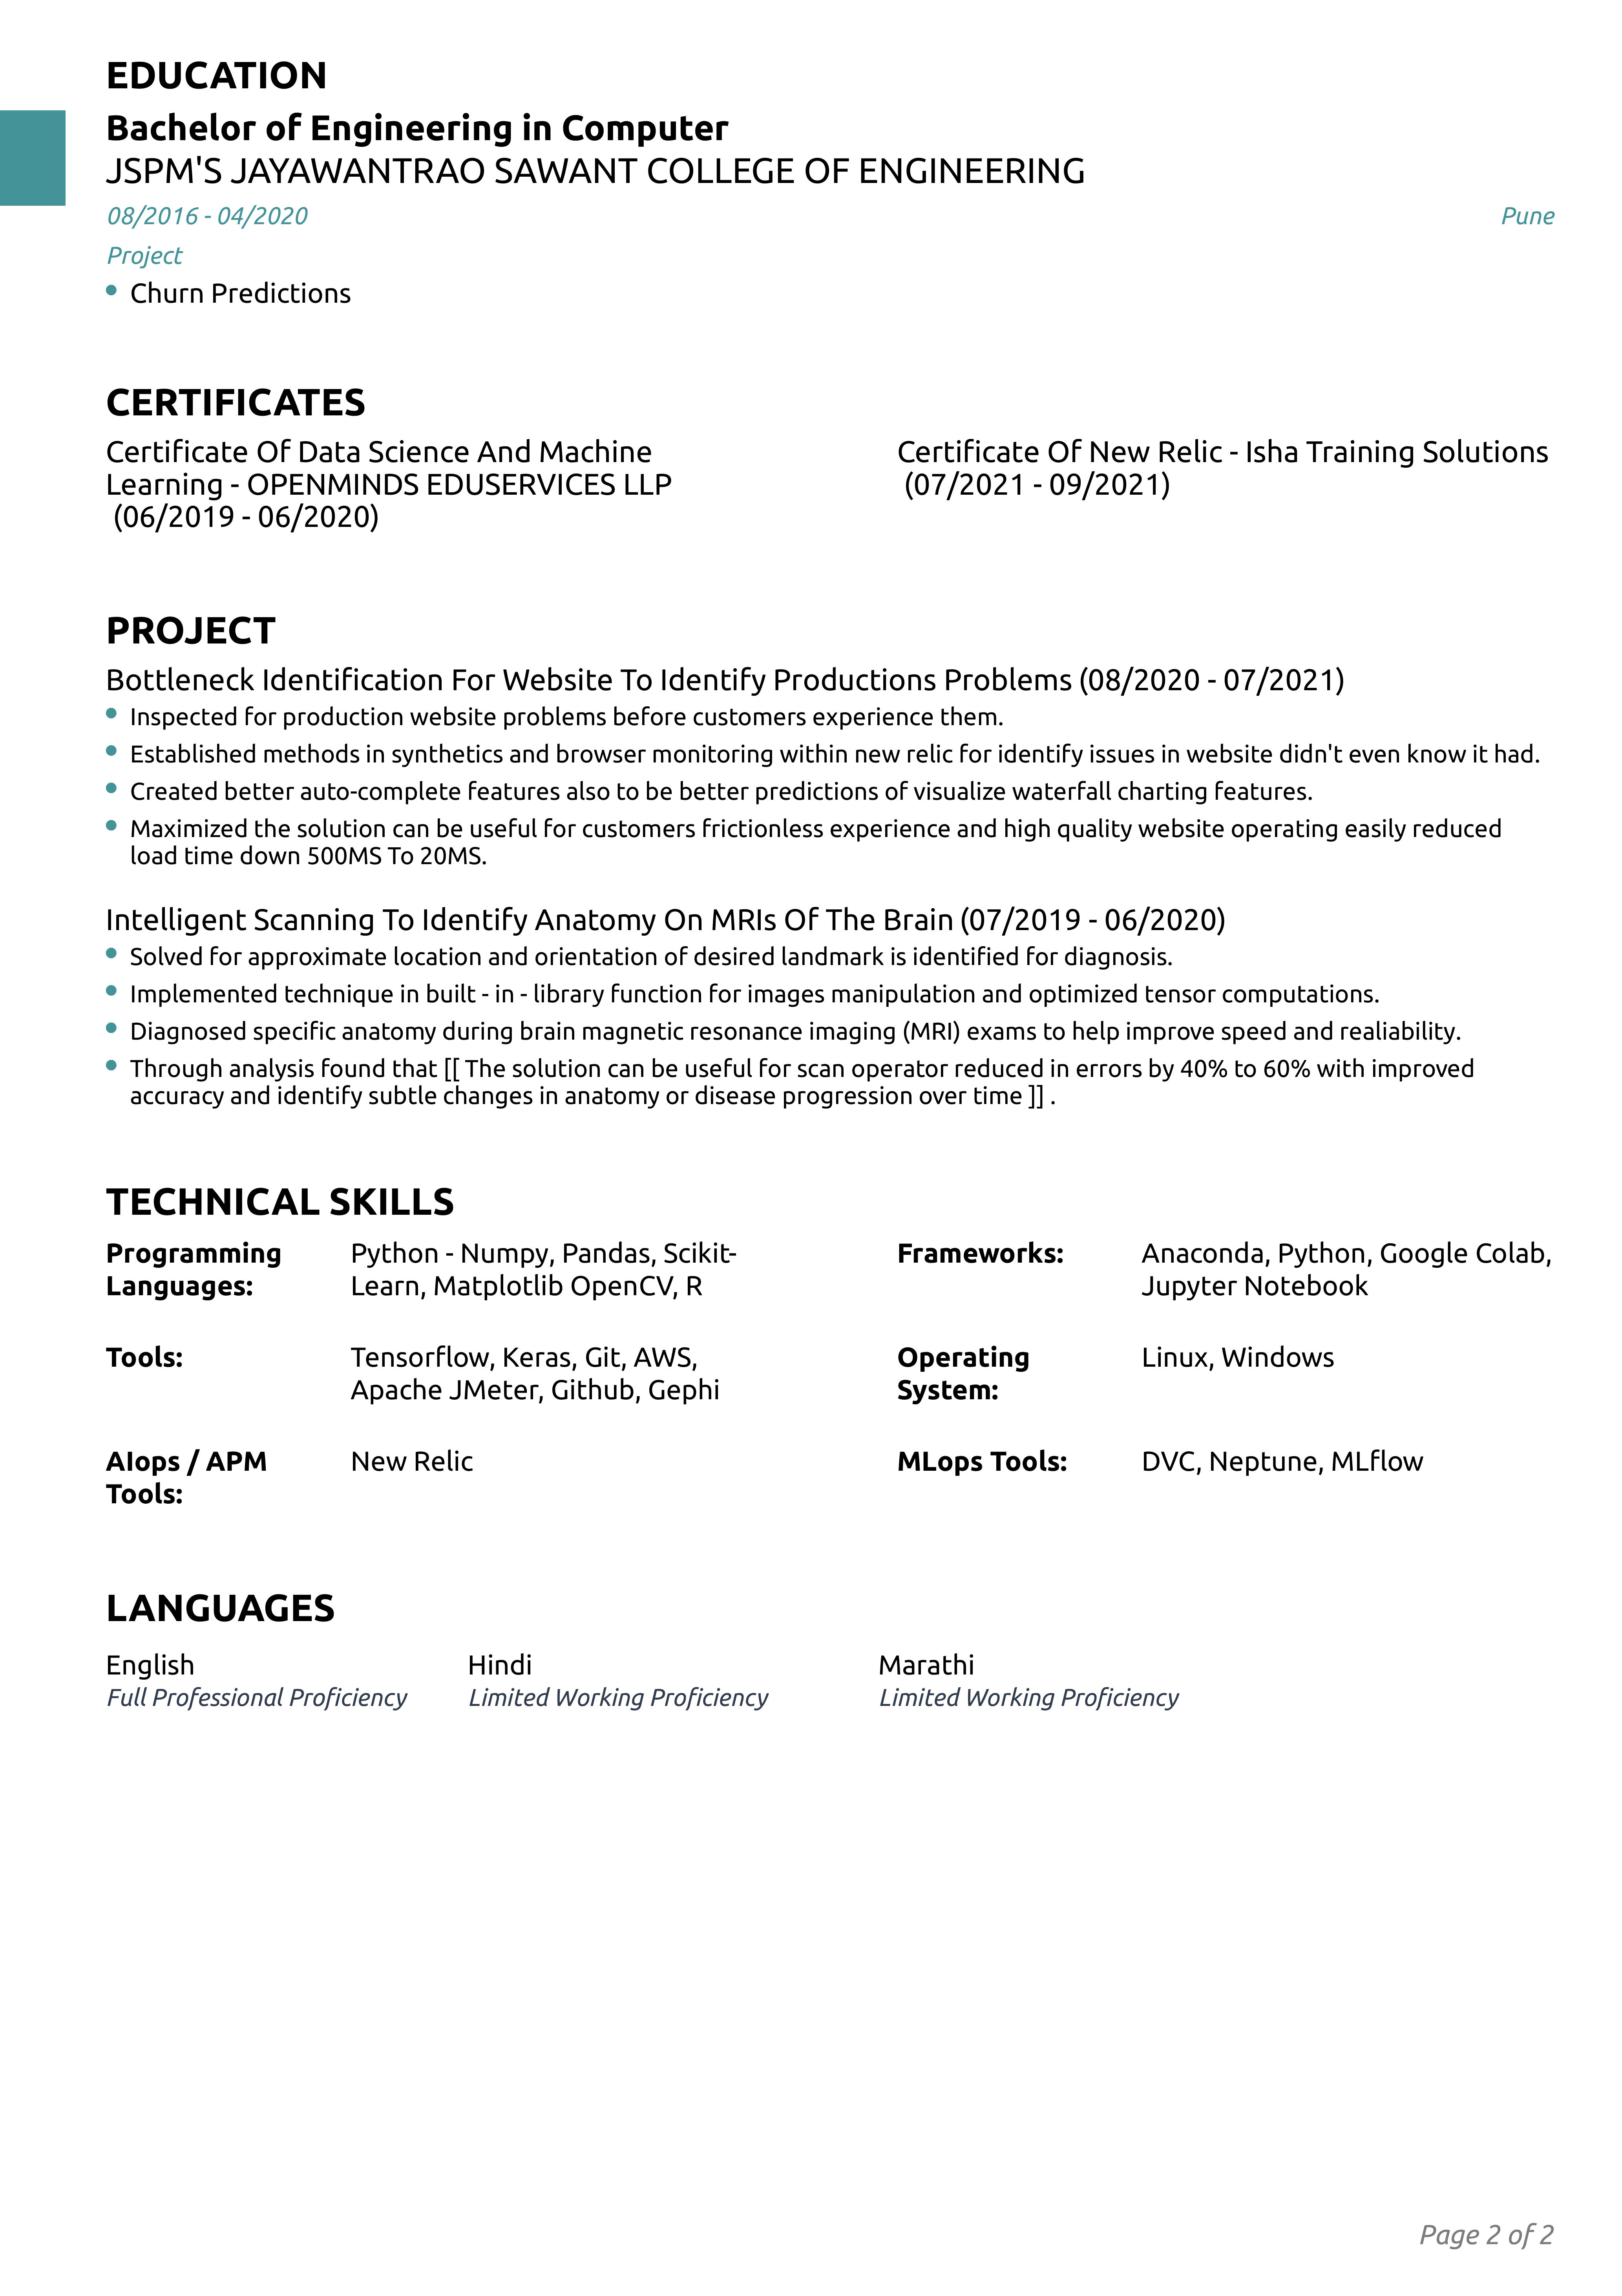 EDUCATION
Bachelor of Engineering in Computer
JSPM'S JAYAWANTRAO SAWANT COLLEGE OF ENGINEERING
08/2016 - 04/2020 Pune
Project
• Churn Predictions
CERTIFICATES
Certificate Of Data Science And Machine
Learning - OPENMINDS EDUSERVICES LLP
(06/2019 - 06/2020)
Certificate Of New Relic - Isha Training Solutions
(07/2021 - 09/2021)
PROJECT
Bottleneck Identification For Website To Identify Productions Problems (08/2020 - 07/2021)
• Inspected for production website problems before customers experience them.
• Established methods in synthetics and browser monitoring within new relic for identify issues in website didn't even know it had.
• Created better auto-complete features also to be better predictions of visualize waterfall charting features.
• Maximized the solution can be useful for customers frictionless experience and high quality website operating easily reduced
load time down 500MS To 20MS.
Intelligent Scanning To Identify Anatomy On MRIs Of The Brain (07/2019 - 06/2020)
• Solved for approximate location and orientation of desired landmark is identified for diagnosis.
• Implemented technique in built - in - library function for images manipulation and optimized tensor computations.
• Diagnosed specific anatomy during brain magnetic resonance imaging (MRI) exams to help improve speed and realiability.
• Through analysis found that [[ The solution can be useful for scan operator reduced in errors by 40% to 60% with improved
accuracy and identify subtle changes in anatomy or disease progression over time ]] .
TECHNICAL SKILLS
Programming Python - Numpy, Pandas, Scikit-
Languages: Learn, Matplotlib OpenCV, R
Frameworks: Anaconda, Python, Google Colab,
Jupyter Notebook
Tools: Tensorflow, Keras, Git, AWS,
Apache JMeter, Github, Gephi
Operating Linux, Windows
System:
AIops / APM New Relic
Tools:
MLops Tools: DVC, Neptune, MLflow
LANGUAGES
English
Full Professional Proficiency
Hindi
Limited Working Proficiency
Marathi
Limited Working Proficiency
Page 2 of 2